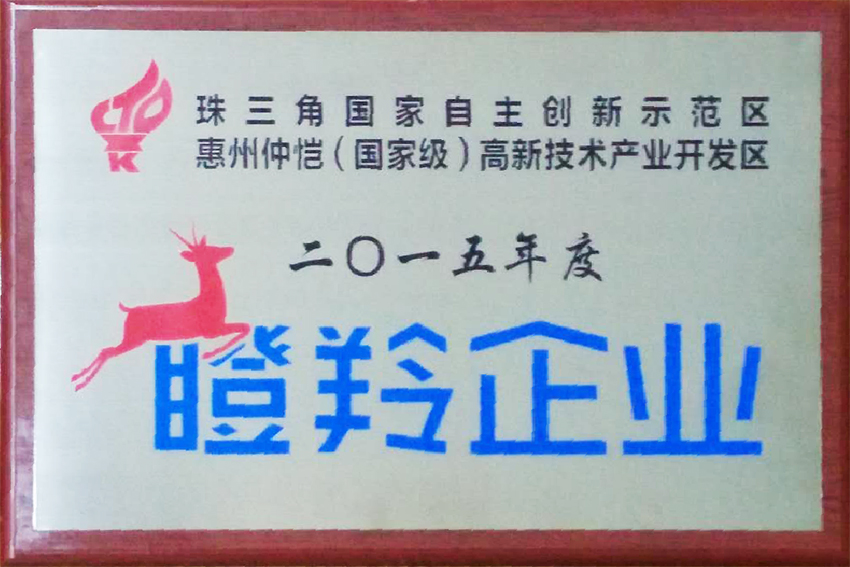 CTO
K
珠三角国家自主创新示范区
惠州仲恺（国家级）高新技术产业开发区
二〇一五年度
瞪羚企业